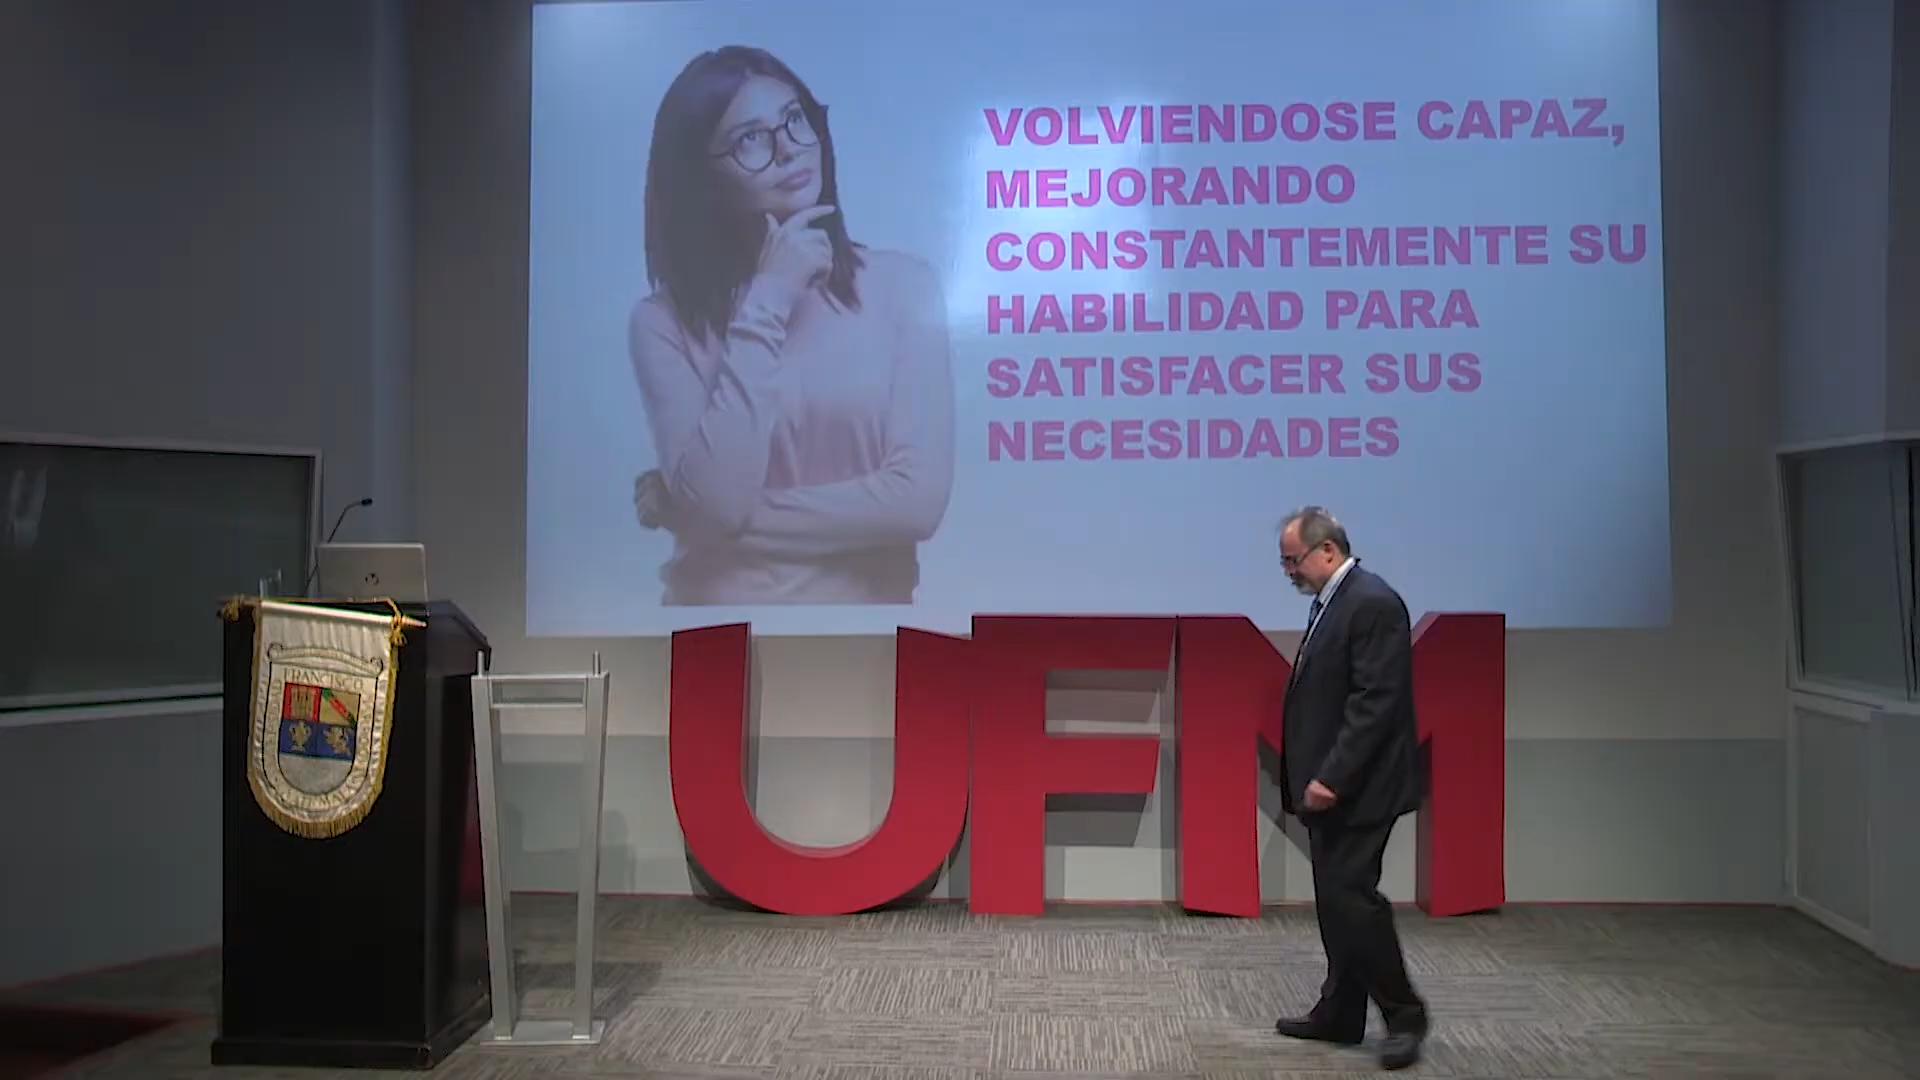 VOLVIENDOSE CAPAZ,
MEJORANDO
CONSTANTEMENTE SU
HABILIDAD PARA
SATISFACER SUS
NECESIDADES
UFM
FRANCISCO